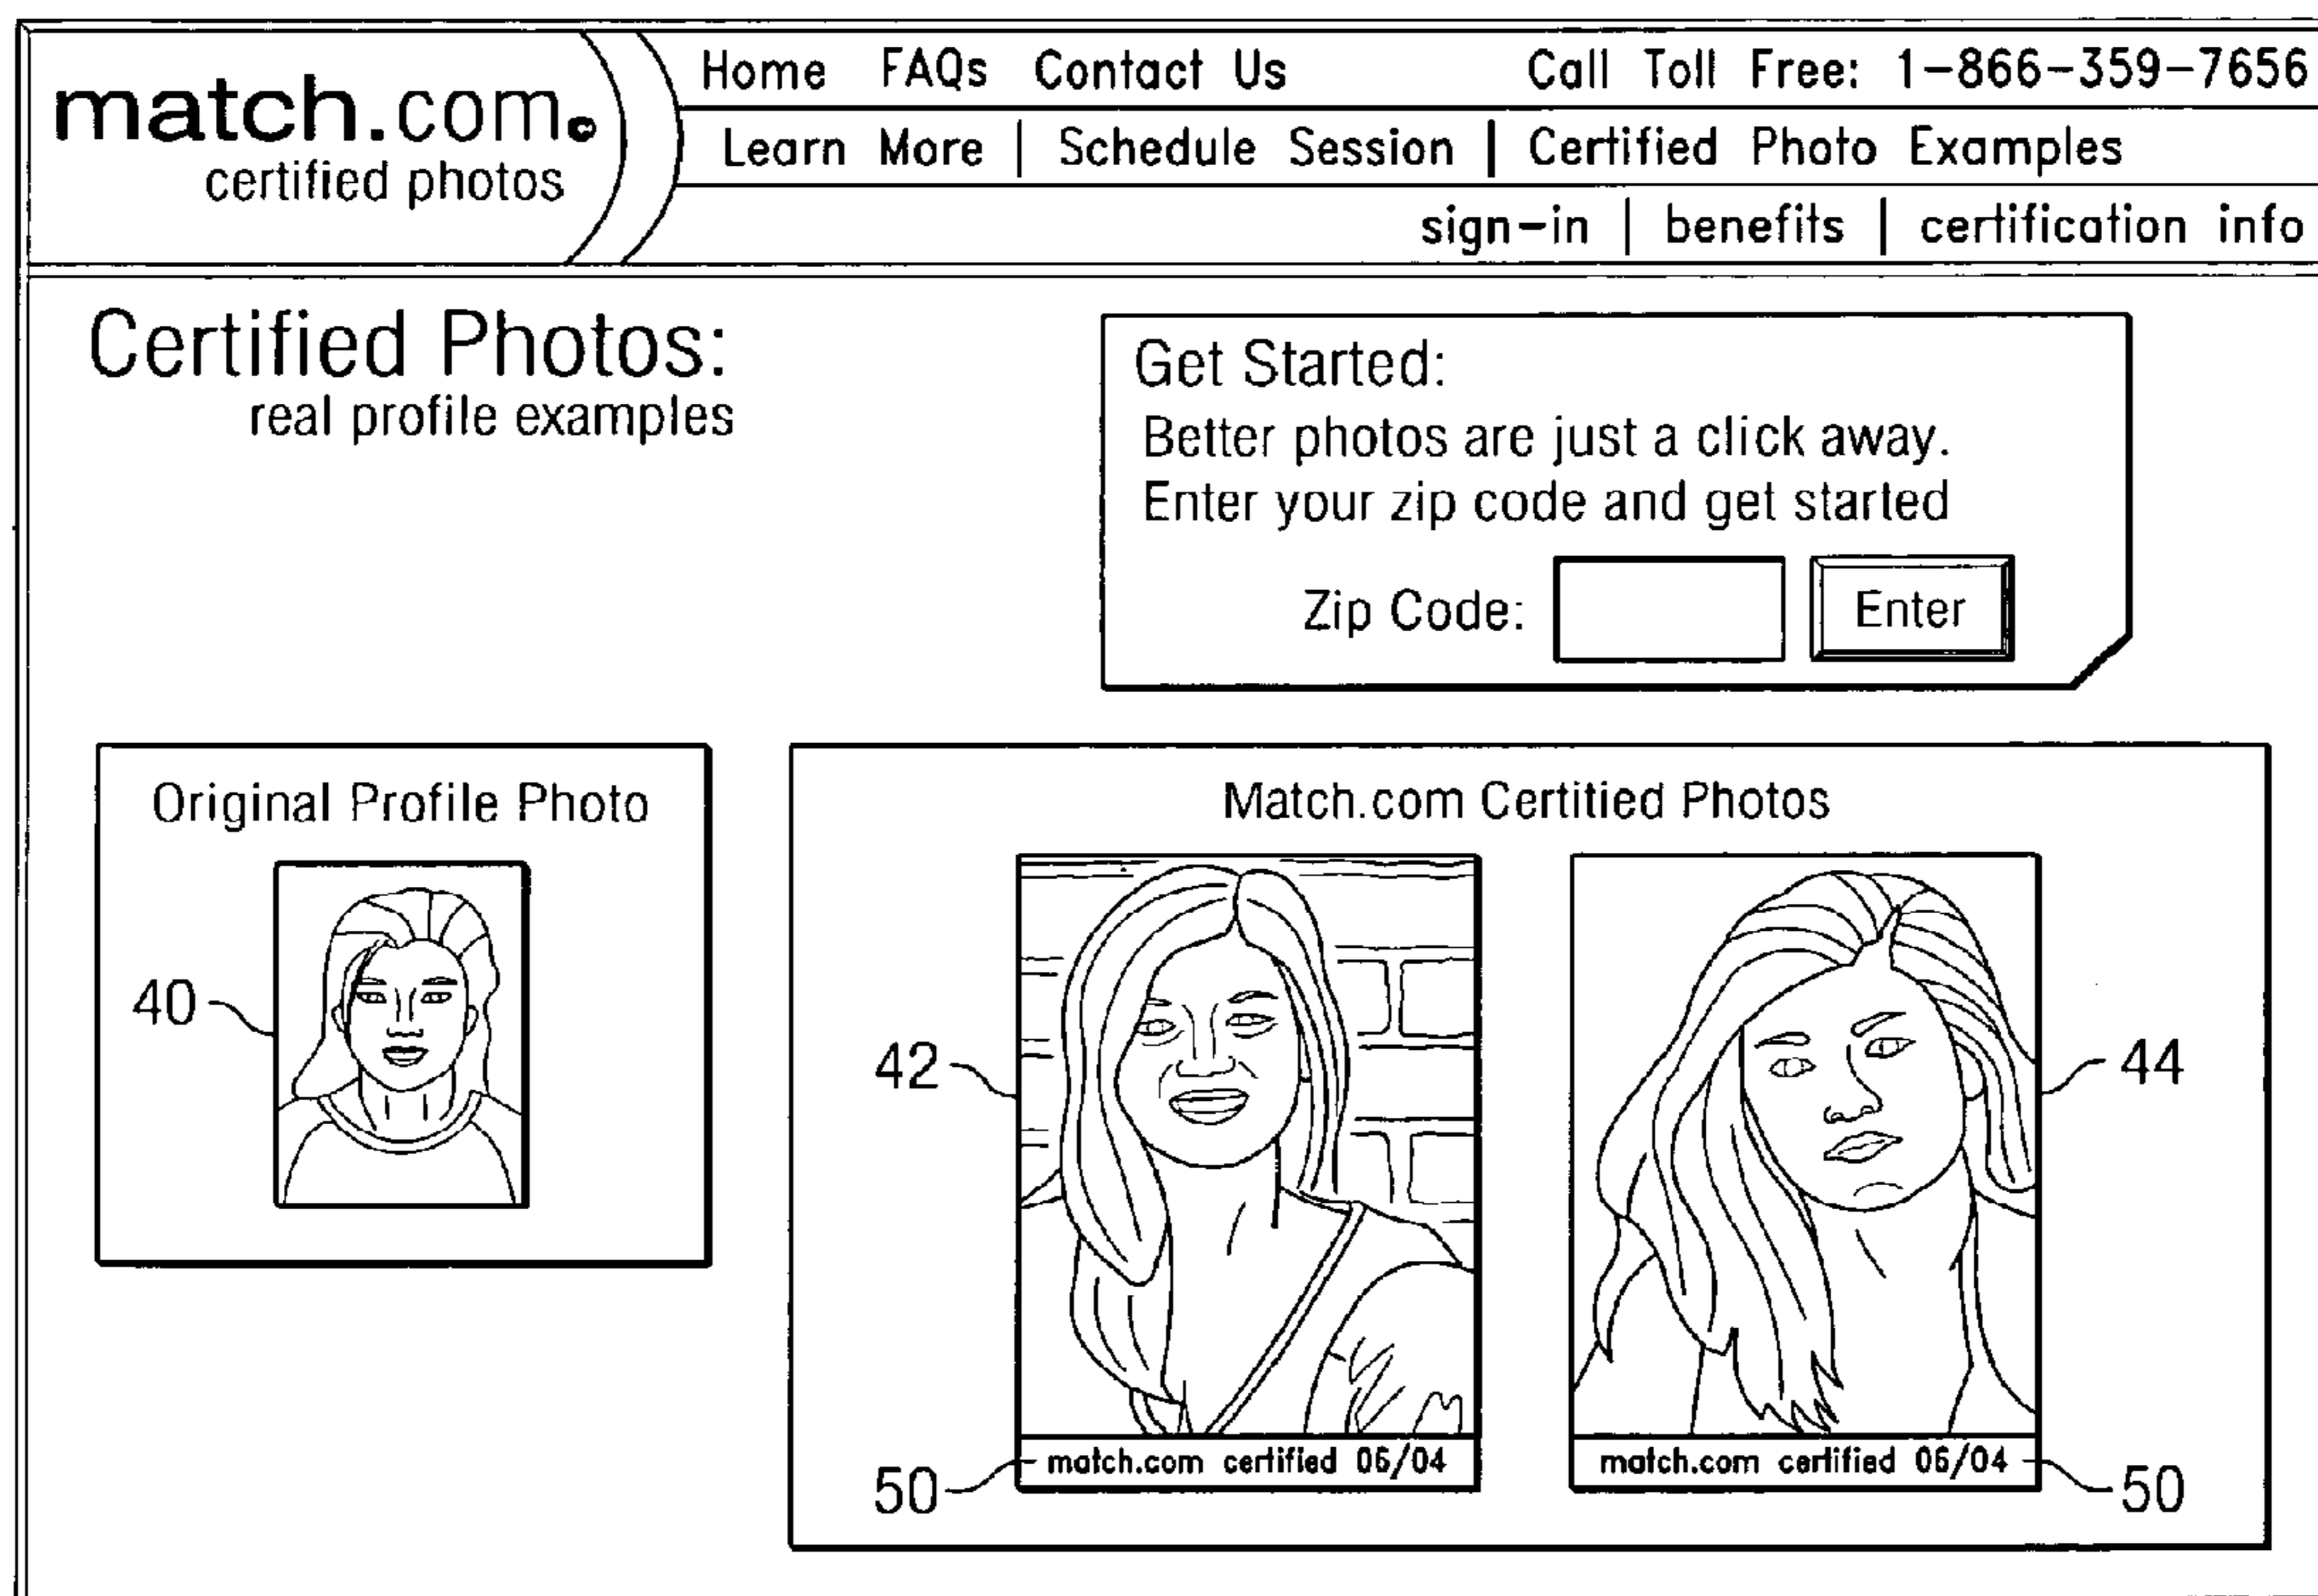 match.com©
certified photos
Home FAQs Contact Us Call Toll Free: 1-866-359-7656
Learn More | Schedule Session | Certified Photo Examples
sign-in | benefits | certification info
Certified Photos:
real profile examples
Get Started:
Better photos are just a click away.
Enter your zip code and get started
Zip Code: Enter
Original Profile Photo
40
Match.com Certitied Photos
42
44
match.com certified 06/04
50
match.com certified 06/04
50